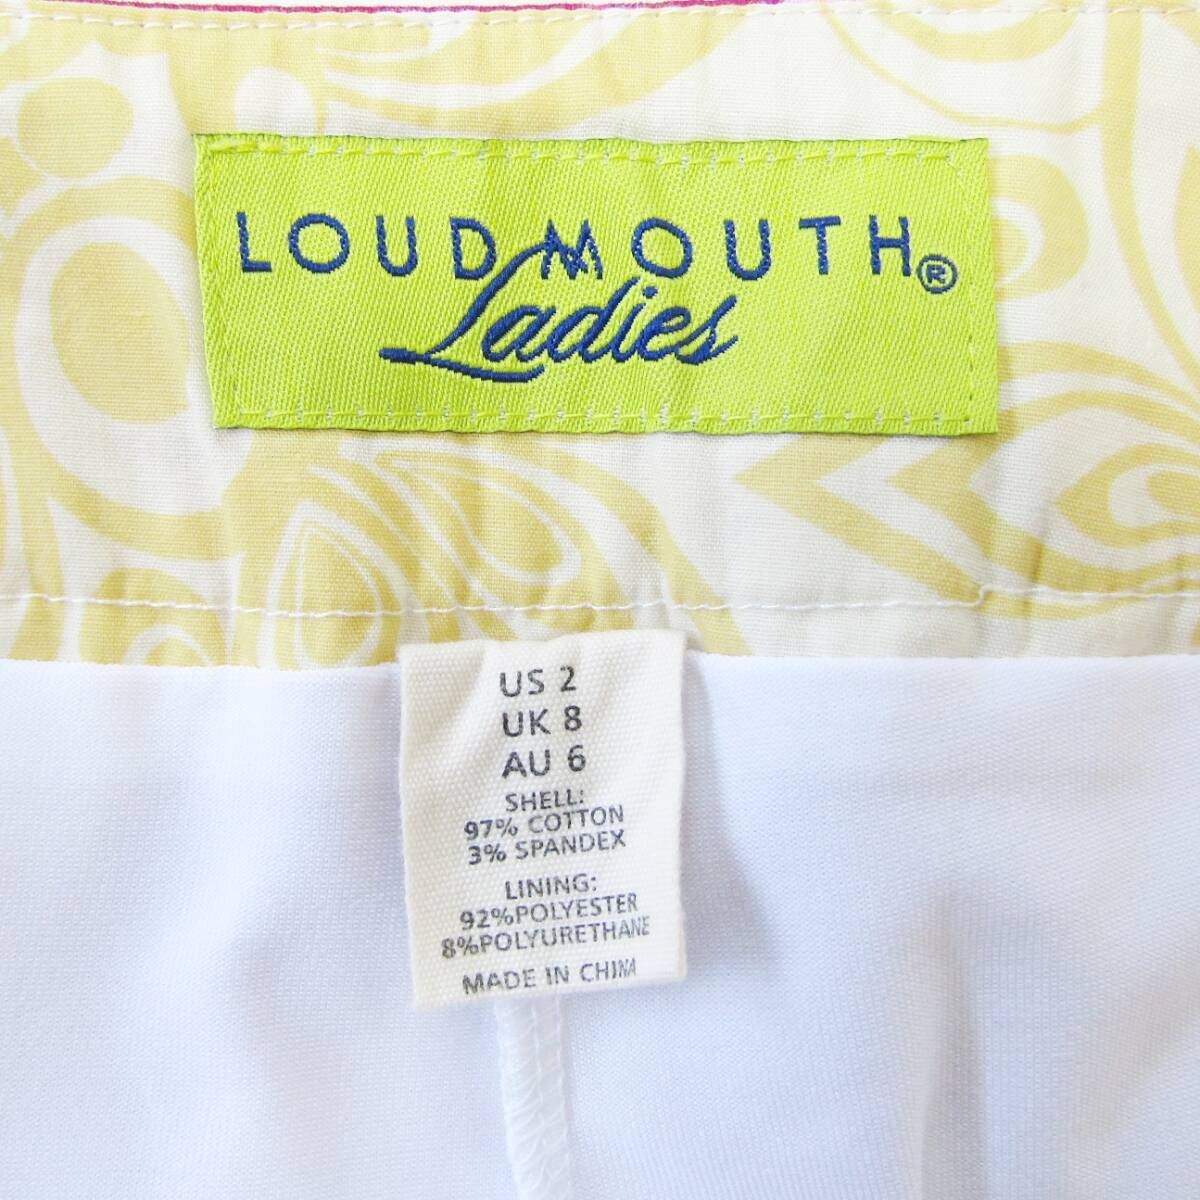 LOUDMOUTH®
Ladies
US 2
UK 8
AU 6
SHELL:
97% COTTON
3% SPANDEX
LINING:
92%POLYESTER
8%POLYURETHANE
MADE IN CHINA